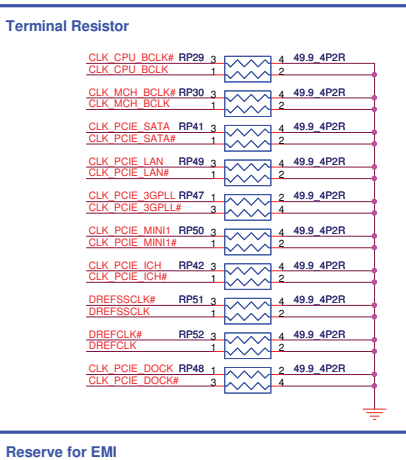 Terminal Resistor
CLK_CPU_BCLK# RP29 3 4 49.9_4P2R
CLK_CPU_BCLK 1 2
CLK_MCH_BCLK# RP30 3 4 49.9_4P2R
CLK_MCH_BCLK 1 2
CLK_PCIE_SATA RP41 3 4 49.9_4P2R
CLK_PCIE_SATA# 1 2
CLK_PCIE_LAN RP49 3 4 49.9_4P2R
CLK_PCIE_LAN# 1 2
CLK_PCIE_3GPLL RP47 1 2 49.9_4P2R
CLK_PCIE_3GPLL# 3 4
CLK_PCIE_MINI1 RP50 3 4 49.9_4P2R
CLK_PCIE_MINI1# 1 2
CLK_PCIE_ICH RP42 3 4 49.9_4P2R
CLK_PCIE_ICH# 1 2
DREFSSCLK# RP51 3 4 49.9_4P2R
DREFSSCLK 1 2
DREFCLK# RP52 3 4 49.9_4P2R
DREFCLK 1 2
CLK_PCIE_DOCK RP48 1 2 49.9_4P2R
CLK_PCIE_DOCK# 3 4
Reserve for EMI